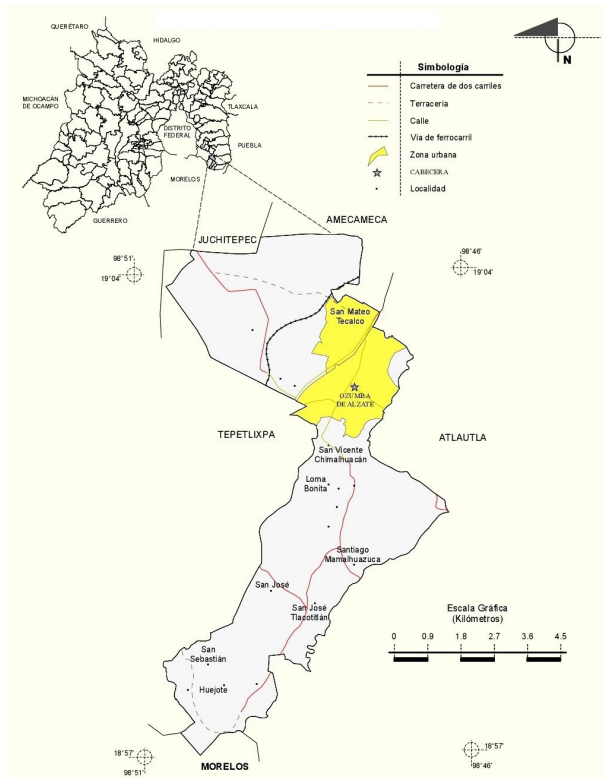 QUERÉTARO
HIDALGO
MICHOACÁN
DE OCAMPO
TLAXCALA
DISTRITO
FEDERAL
PUEBLA
MORELOS
GUERRERO
N
Simbología
Carretera de dos carriles
Terracería
Calle
Vía de ferrocarril
Zona urbana
CABECERA
Localidad
AMECAMECA
JUCHITEPEC
98°51'
19°04'
98°46'
19°04'
San Mateo
Tecalco
OZUMBA
DE ALZATE
TEPETLIXPA
ATLAUTLA
San Vicente
Chimalhuacán
Loma
Bonita
Santiago
Mamalhuazuca
San José
San José
Tlacotitlán
San
Sebastián
Huejote
Escala Gráfica
(Kilómetros)
0 0.9 1.8 2.7 3.6 4.5
18°57'
98°51'
MORELOS
18°57'
98°46'